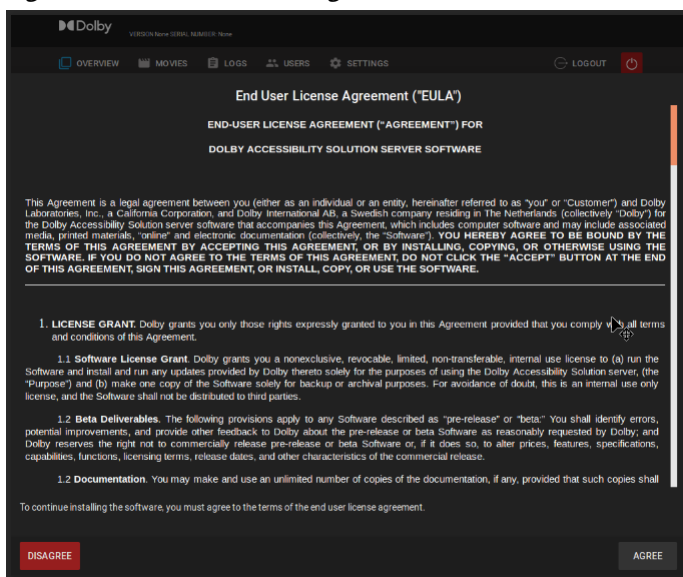 Dolby
VERSION None SERIAL NUMBER: None
OVERVIEW MOVIES LOGS USERS SETTINGS LOGOUT
End User License Agreement ("EULA")
END-USER LICENSE AGREEMENT (“AGREEMENT”) FOR
DOLBY ACCESSIBILITY SOLUTION SERVER SOFTWARE
This Agreement is a legal agreement between you (either as an individual or an entity, hereinafter referred to as “you” or “Customer”) and Dolby
Laboratories, Inc., a California Corporation, and Dolby International AB, a Swedish company residing in The Netherlands (collectively “Dolby”) for
the Dolby Accessibility Solution server software that accompanies this Agreement, which includes computer software and may include associated
media, printed materials, “online” and electronic documentation (collectively, the “Software”). YOU HEREBY AGREE TO BE BOUND BY THE
TERMS OF THIS AGREEMENT BY ACCEPTING THIS AGREEMENT, OR BY INSTALLING, COPYING, OR OTHERWISE USING THE
SOFTWARE. IF YOU DO NOT AGREE TO THE TERMS OF THIS AGREEMENT, DO NOT CLICK THE “ACCEPT” BUTTON AT THE END
OF THIS AGREEMENT, SIGN THIS AGREEMENT, OR INSTALL, COPY, OR USE THE SOFTWARE.
1. LICENSE GRANT. Dolby grants you only those rights expressly granted to you in this Agreement provided that you comply with all terms
and conditions of this Agreement.
1.1 Software License Grant. Dolby grants you a nonexclusive, revocable, limited, non-transferable, internal use license to (a) run the
Software and install and run any updates provided by Dolby thereto solely for the purposes of using the Dolby Accessibility Solution server, (the
“Purpose”) and (b) make one copy of the Software solely for backup or archival purposes. For avoidance of doubt, this is an internal use only
license, and the Software shall not be distributed to third parties.
1.2 Beta Deliverables. The following provisions apply to any Software described as “pre-release” or “beta:” You shall identify errors,
potential improvements, and provide other feedback to Dolby about the pre-release or beta Software as reasonably requested by Dolby; and
Dolby reserves the right not to commercially release pre-release or beta Software or, if it does so, to alter prices, features, specifications,
capabilities, functions, licensing terms, release dates, and other characteristics of the commercial release.
1.2 Documentation. You may make and use an unlimited number of copies of the documentation, if any, provided that such copies shall
To continue installing the software, you must agree to the terms of the end user license agreement.
DISAGREE AGREE